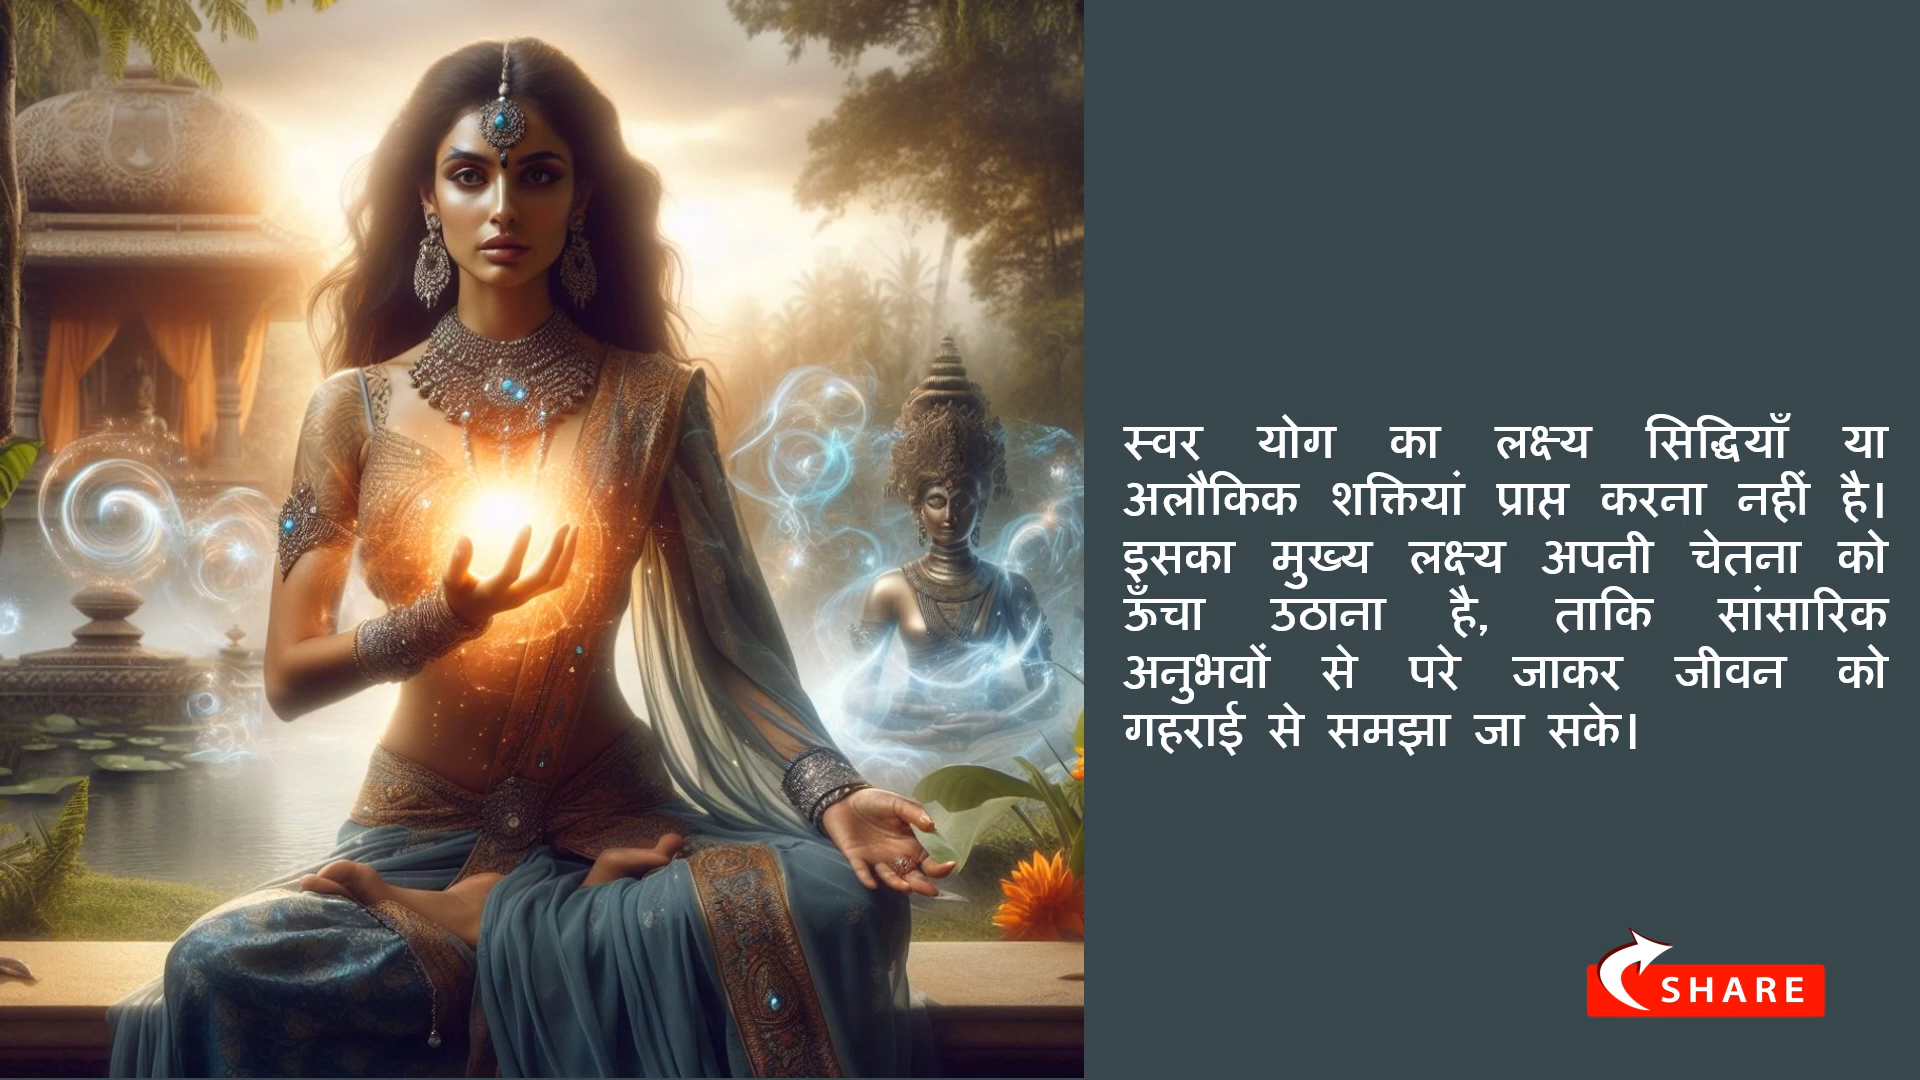 स्वर योग का लक्ष्य सिद्धियाँ या
अलौकिक शक्तियां प्राप्त करना नहीं है।
इसका मुख्य लक्ष्य अपनी चेतना को
ऊँचा उठाना है, ताकि सांसारिक
अनुभवों से परे जाकर जीवन को
गहराई से समझा जा सके।
SHARE